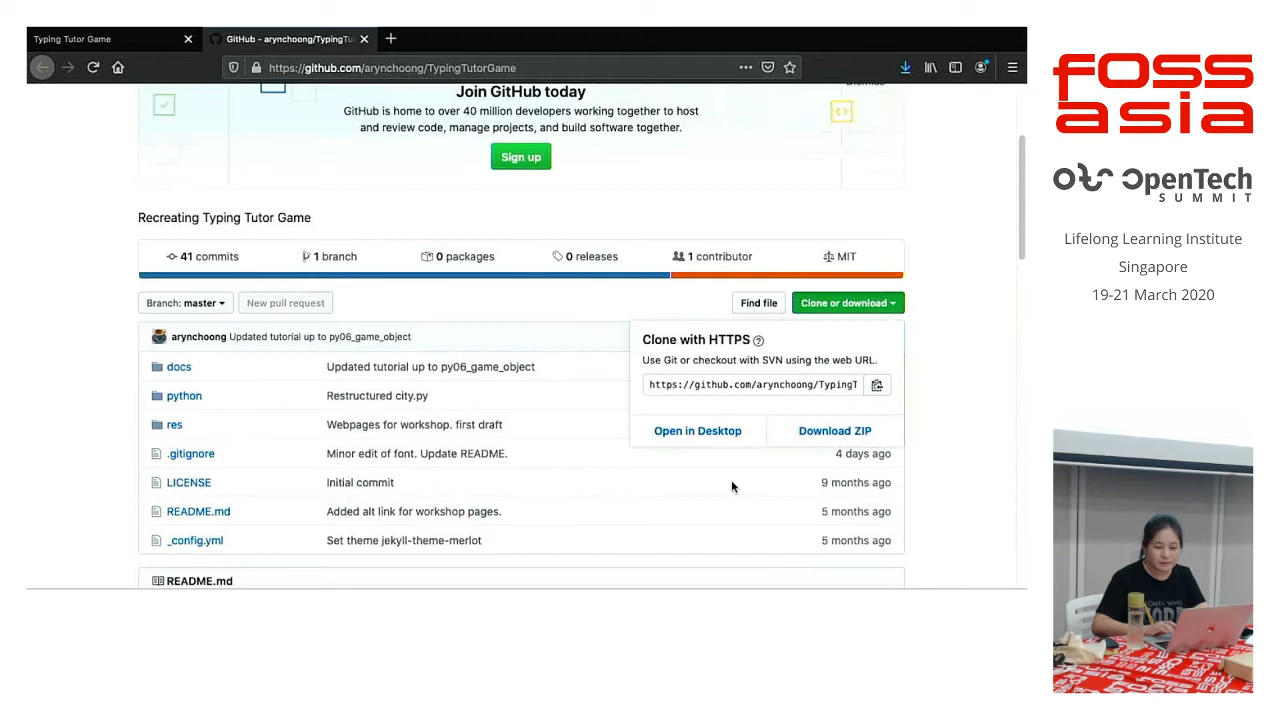 Typing Tutor Game
GitHub - arynchoong/TypingTu
https://github.com/arynchoong/TypingTutorGame
Join GitHub today
GitHub is home to over 40 million developers working together to host
and review code, manage projects, and build software together.
Sign up
Recreating Typing Tutor Game
41 commits
1 branch
0 packages
0 releases
1 contributor
MIT
Branch: master
New pull request
Find file
Clone or download
arynchoong Updated tutorial up to py06_game_object
Clone with HTTPS
Use Git or checkout with SVN using the web URL.
https://github.com/arynchoong/TypingT
Open in Desktop
Download ZIP
docs Updated tutorial up to py06_game_object
python Restructured city.py
res Webpages for workshop. first draft
.gitignore Minor edit of font. Update README. 4 days ago
LICENSE Initial commit 9 months ago
README.md Added alt link for workshop pages. 5 months ago
_config.yml Set theme jekyll-theme-merlot 5 months ago
README.md
FOSS
asia
OTS OpenTech
SUMMIT
Lifelong Learning Institute
Singapore
19-21 March 2020
WOMEN WHO
CODE